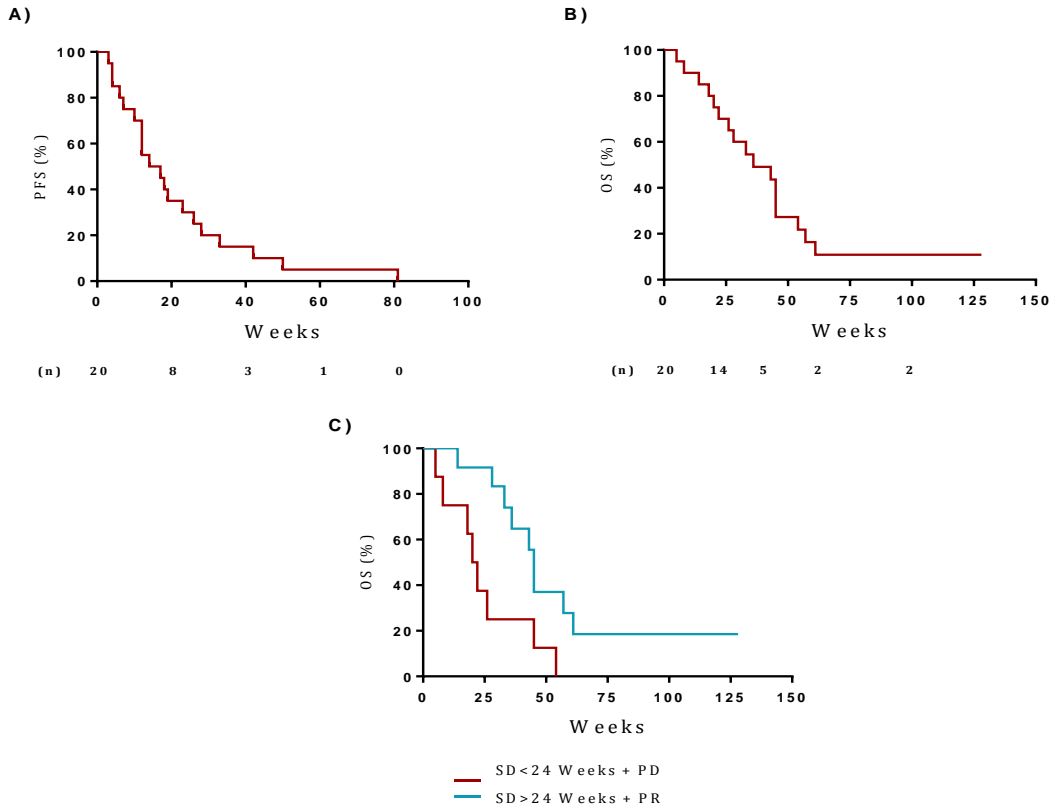 A)
100
80
60
40
20
0
PFS (%)
0 20 40 60 80 100
Weeks
(n) 20 8 3 1 0
B)
100
80
60
40
20
0
OS (%)
0 25 50 75 100 125 150
Weeks
(n) 20 14 5 2 2
C)
100
80
60
40
20
0
OS (%)
0 25 50 75 100 125 150
Weeks
SD<24 Weeks + PD
SD>24 Weeks + PR